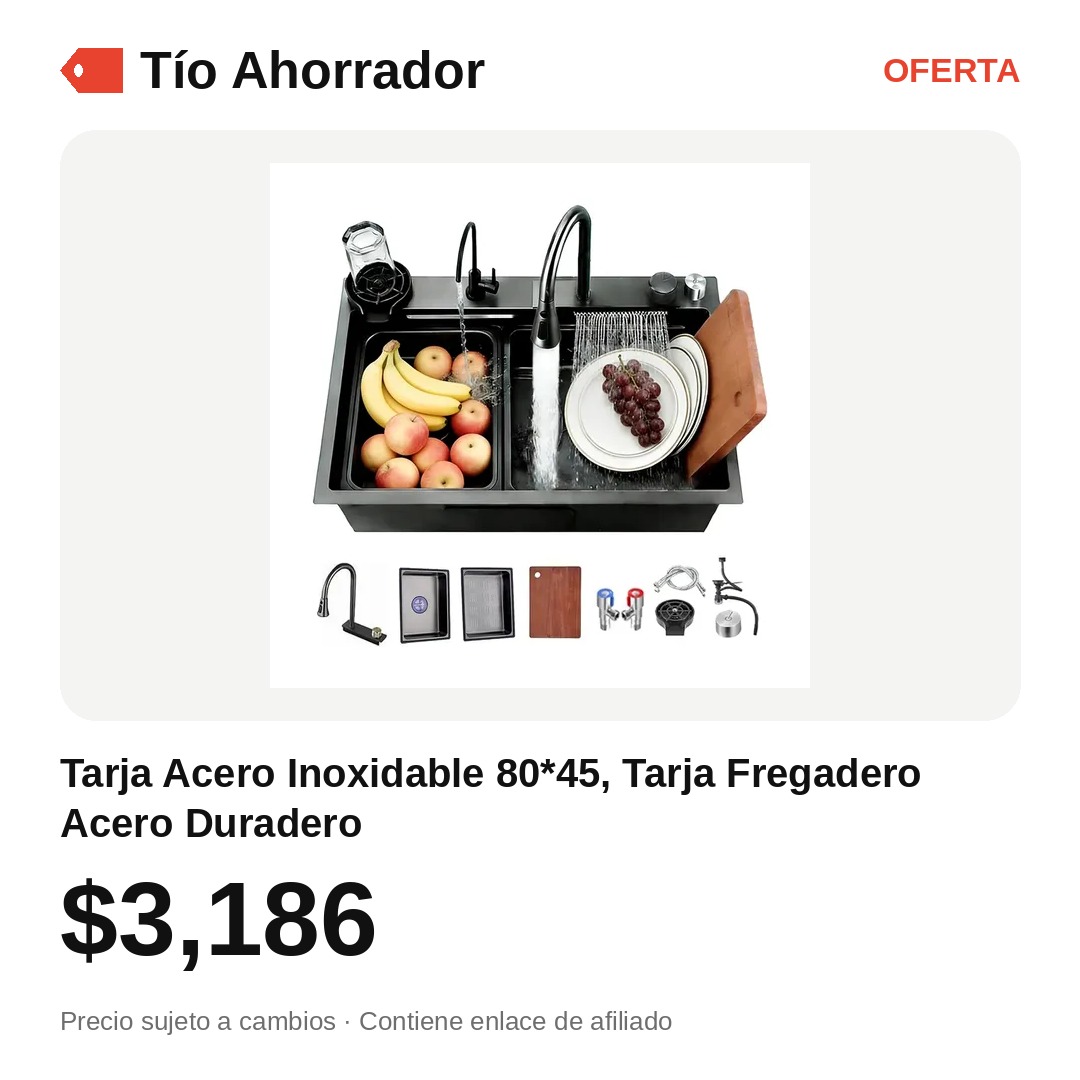 Tío Ahorrador
OFERTA
Tarja Acero Inoxidable 80*45, Tarja Fregadero
Acero Duradero
$3,186
Precio sujeto a cambios · Contiene enlace de afiliado